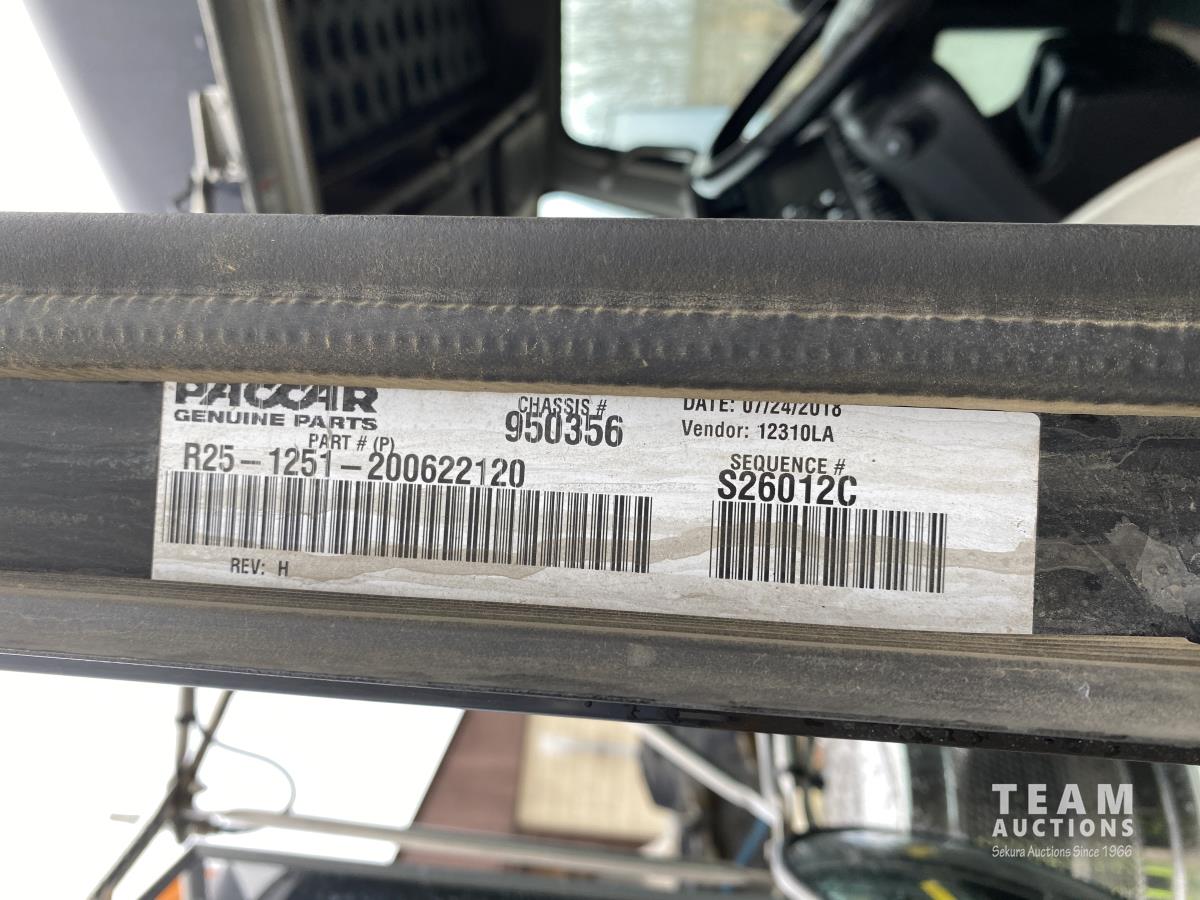 PACCAR
GENUINE PARTS
CHASSIS #
950356
DATE: 07/24/2018
Vendor: 12310LA
PART # (P)
R25-1251-200622120
SEQUENCE #
S26012C
REV: H
TEAM
AUCTIONS
Sekura Auctions Since 1966